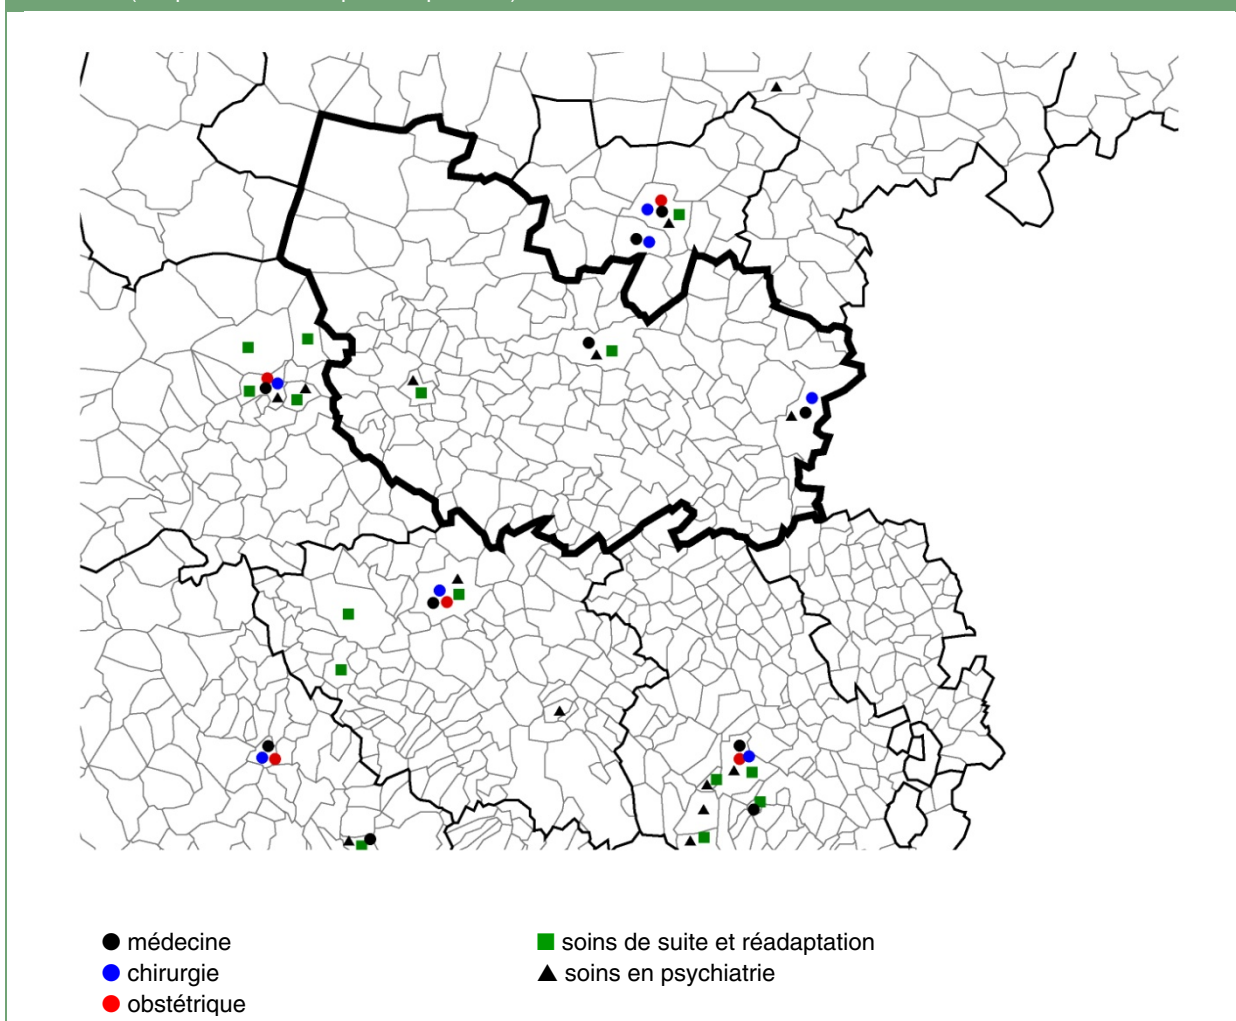 médecine
chirurgie
obstétrique
soins de suite et réadaptation
soins en psychiatrie